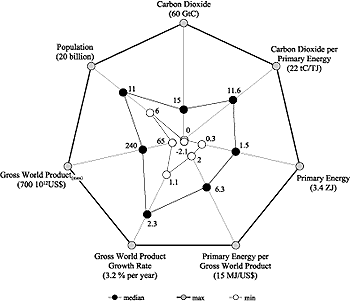 Carbon Dioxide
(60 GtC)
Population
(20 billion)
Carbon Dioxide per
Primary Energy
(22 tC/TJ)
11
11.6
15
6
0
0.3
240
65
-2.1
2
1.5
Gross World Product(mex)
(700 10¹²US$)
Primary Energy
(3.4 ZJ)
1.1
6.3
2.3
Gross World Product
Growth Rate
(3.2 % per year)
Primary Energy per
Gross World Product
(15 MJ/US$)
median max min